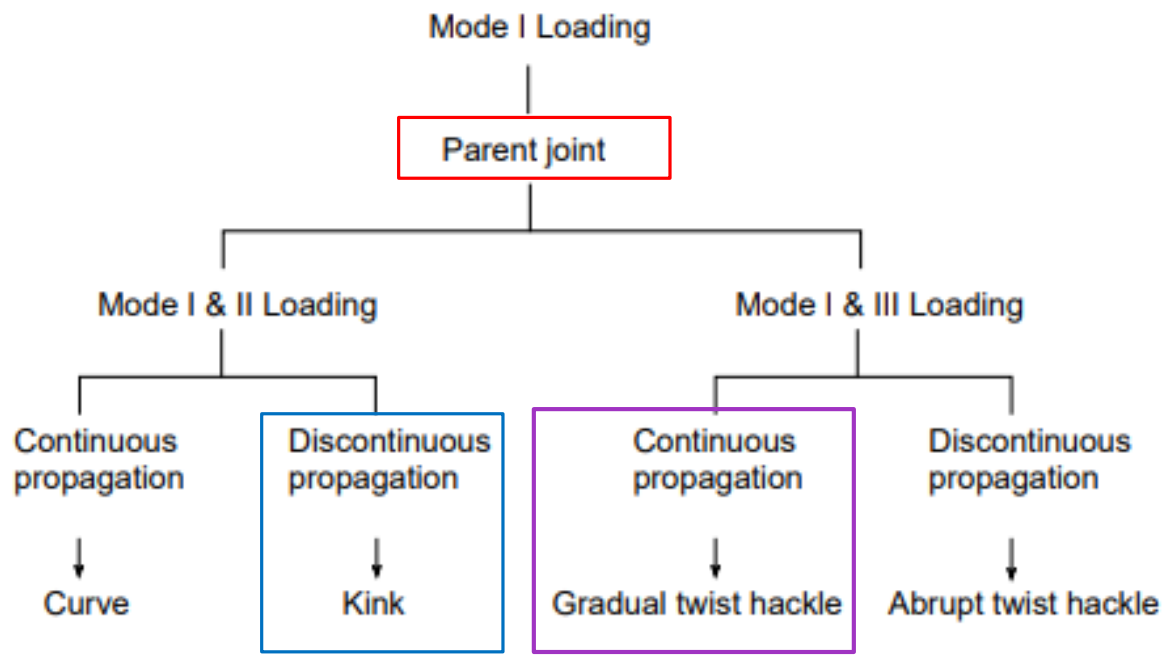 Mode I Loading
Parent joint
Mode I & II Loading
Mode I & III Loading
Continuous
propagation
Discontinuous
propagation
Continuous
propagation
Discontinuous
propagation
Curve
Kink
Gradual twist hackle
Abrupt twist hackle